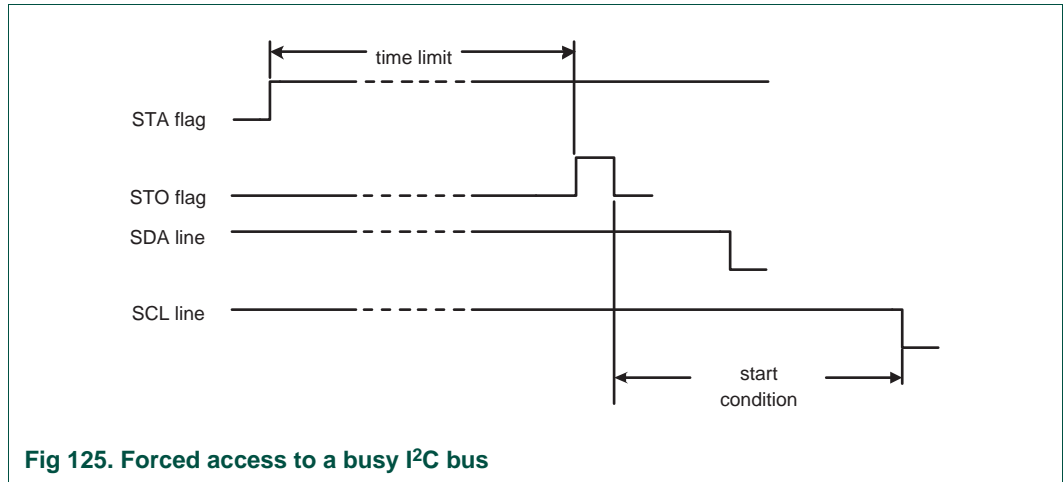 time limit
STA flag
STO flag
SDA line
SCL line
start
condition
Fig 125. Forced access to a busy I²C bus